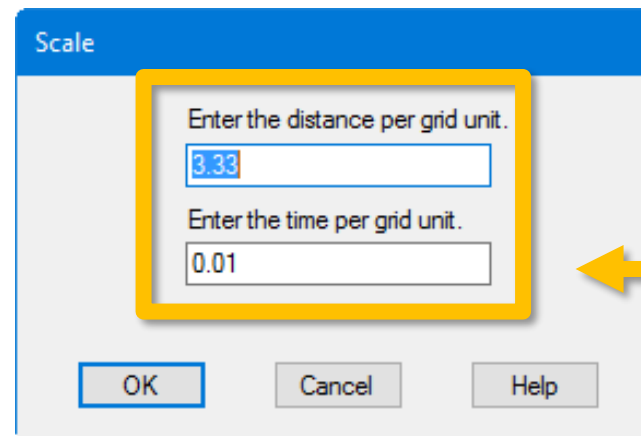 Scale
Enter the distance per grid unit.
3.33
Enter the time per grid unit.
0.01
OK Cancel Help